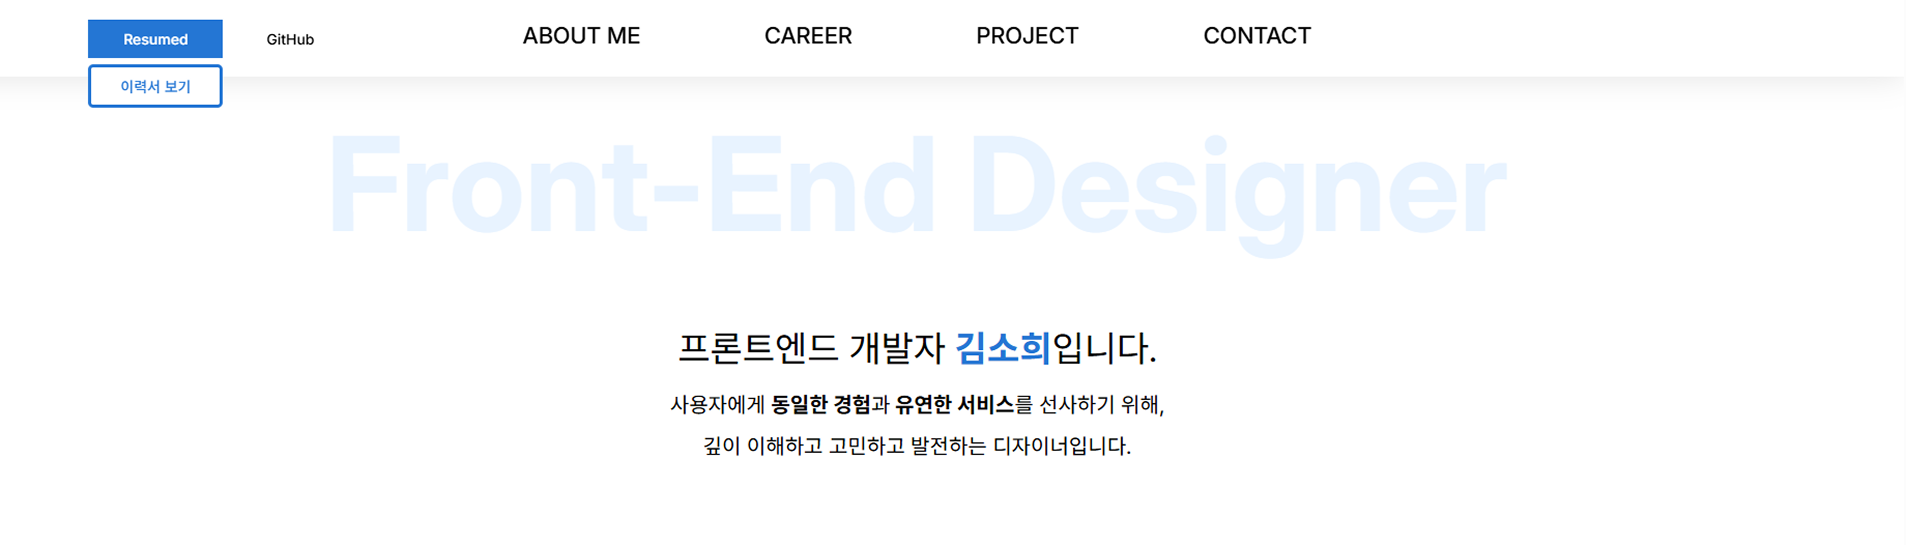 Resumed
GitHub
ABOUT ME
CAREER
PROJECT
CONTACT
이력서 보기
Front-End Designer
프론트엔드 개발자 김소희입니다.
사용자에게 동일한 경험과 유연한 서비스를 선사하기 위해,
깊이 이해하고 고민하고 발전하는 디자이너입니다.